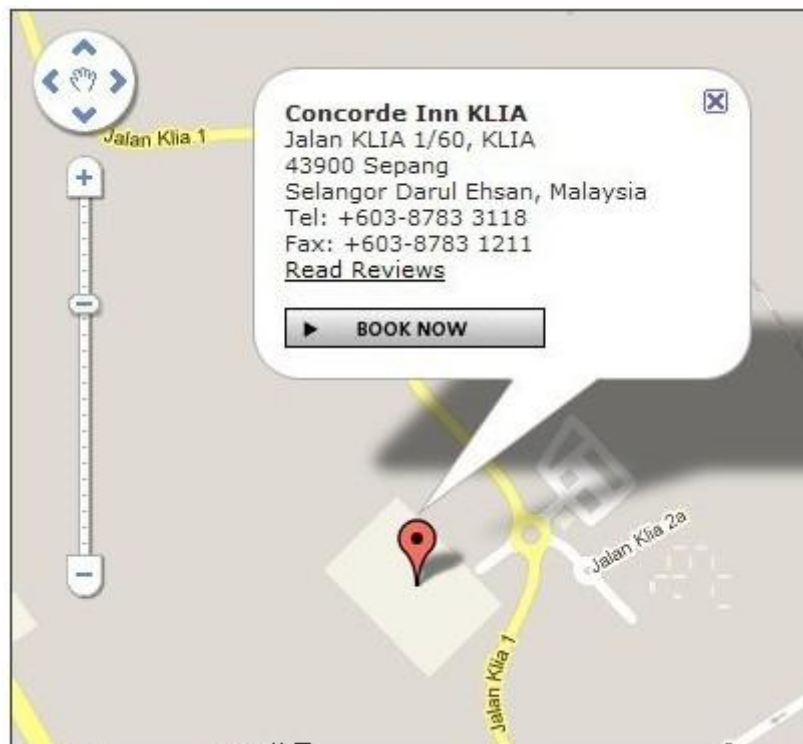 Jalan Klia 1
Concorde Inn KLIA
Jalan KLIA 1/60, KLIA
43900 Sepang
Selangor Darul Ehsan, Malaysia
Tel: +603-8783 3118
Fax: +603-8783 1211
Read Reviews
BOOK NOW
Jalan Klia 2a
Jalan Klia 1